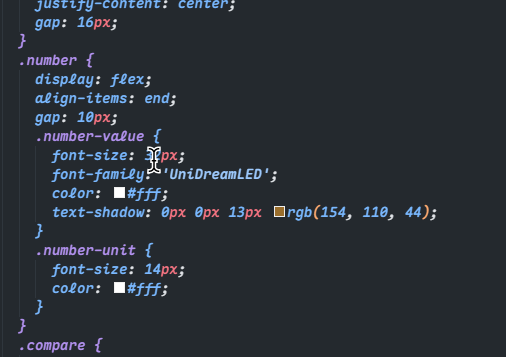 justify-content: center;
gap: 16px;
}
.number {
display: flex;
align-items: end;
gap: 10px;
.number-value {
font-size: px;
font-family: 'UniDreamLED';
color: #fff;
text-shadow: 0px 0px 13px rgb(154, 110, 44);
}
.number-unit {
font-size: 14px;
color: #fff;
}
}
.compare {